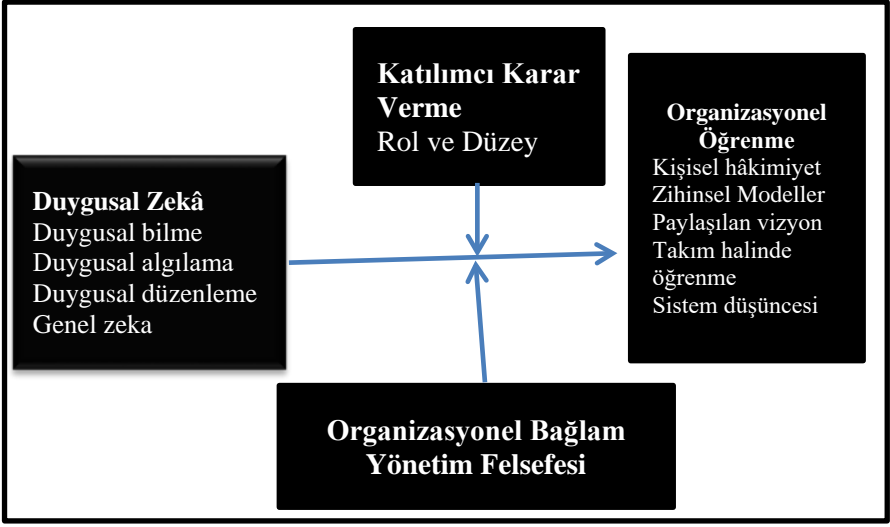 Katılımcı Karar
Verme
Rol ve Düzey
Organizasyonel
Öğrenme
Kişisel hâkimiyet
Zihinsel Modeller
Paylaşılan vizyon
Takım halinde
öğrenme
Sistem düşüncesi
Duygusal Zekâ
Duygusal bilme
Duygusal algılama
Duygusal düzenleme
Genel zeka
Organizasyonel Bağlam
Yönetim Felsefesi